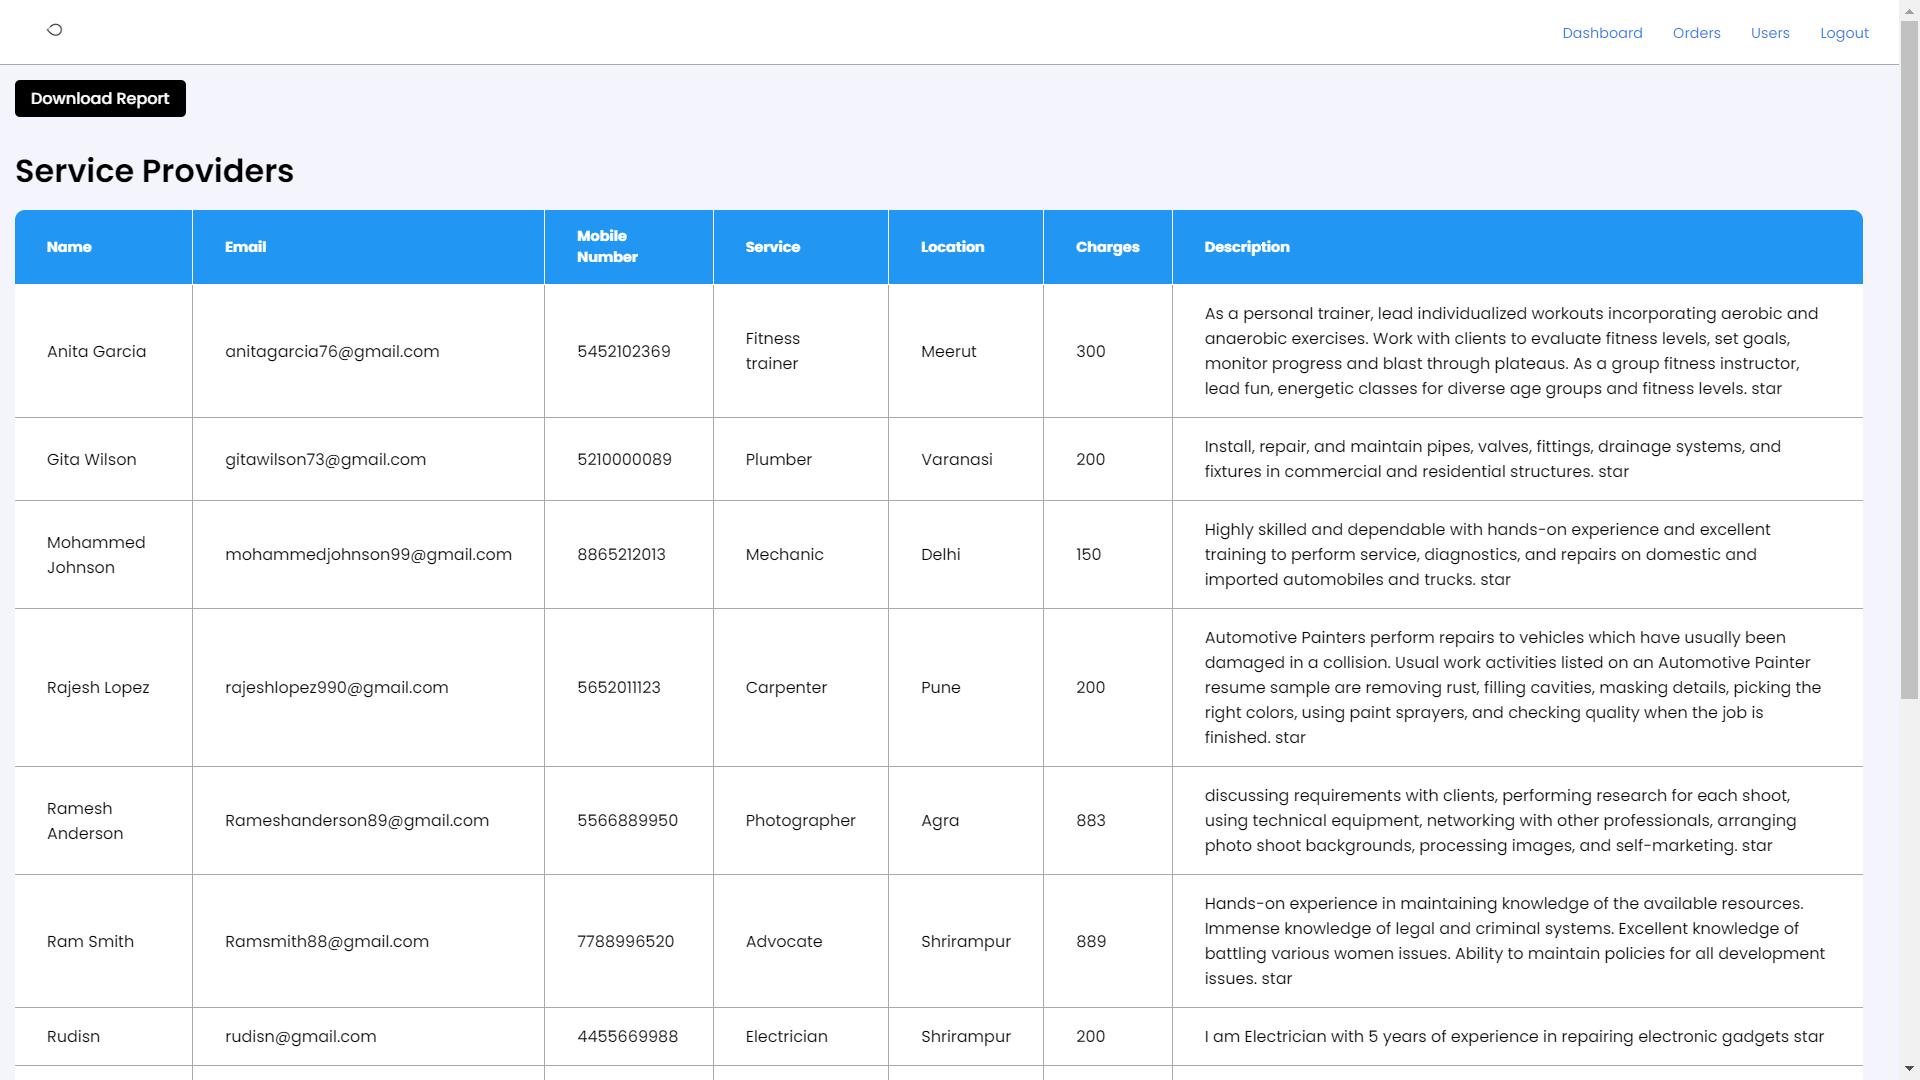 Dashboard Orders Users Logout
Download Report
Service Providers
Name Email Mobile Number Service Location Charges Description
Anita Garcia anitagarcia76@gmail.com 5452102369 Fitness trainer Meerut 300 As a personal trainer, lead individualized workouts incorporating aerobic and
anaerobic exercises. Work with clients to evaluate fitness levels, set goals,
monitor progress and blast through plateaus. As a group fitness instructor,
lead fun, energetic classes for diverse age groups and fitness levels. star
Gita Wilson gitawilson73@gmail.com 5210000089 Plumber Varanasi 200 Install, repair, and maintain pipes, valves, fittings, drainage systems, and
fixtures in commercial and residential structures. star
Mohammed Johnson mohammedjohnson99@gmail.com 8865212013 Mechanic Delhi 150 Highly skilled and dependable with hands-on experience and excellent
training to perform service, diagnostics, and repairs on domestic and
imported automobiles and trucks. star
Rajesh Lopez rajeshlopez990@gmail.com 5652011123 Carpenter Pune 200 Automotive Painters perform repairs to vehicles which have usually been
damaged in a collision. Usual work activities listed on an Automotive Painter
resume sample are removing rust, filling cavities, masking details, picking the
right colors, using paint sprayers, and checking quality when the job is
finished. star
Ramesh Anderson Rameshanderson89@gmail.com 5566889950 Photographer Agra 883 discussing requirements with clients, performing research for each shoot,
using technical equipment, networking with other professionals, arranging
photo shoot backgrounds, processing images, and self-marketing. star
Ram Smith Ramsmith88@gmail.com 7788996520 Advocate Shrirampur 889 Hands-on experience in maintaining knowledge of the available resources.
Immense knowledge of legal and criminal systems. Excellent knowledge of
battling various women issues. Ability to maintain policies for all development
issues. star
Rudisn rudisn@gmail.com 4455669988 Electrician Shrirampur 200 I am Electrician with 5 years of experience in repairing electronic gadgets star